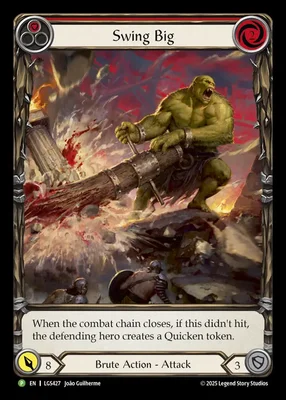 Swing Big
When the combat chain closes, if this didn't hit,
the defending hero creates a Quicken token.
8
Brute Action - Attack
3
P EN | LGS427 João Guilherme
© 2025 Legend Story Studios